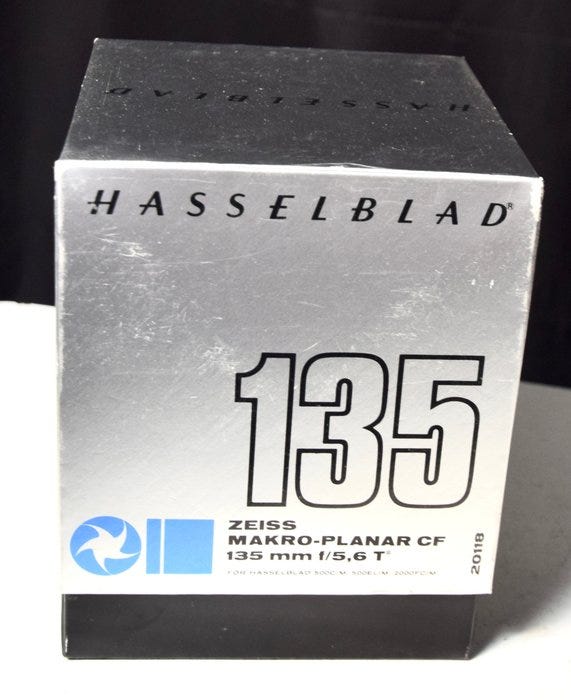 HASSELBLAD
HASSELBLAD®
135
ZEISS
MAKRO-PLANAR CF
135 mm f/5,6 T*
FOR HASSELBLAD 500C/M, 500EL/M, 2000FC/M
20118